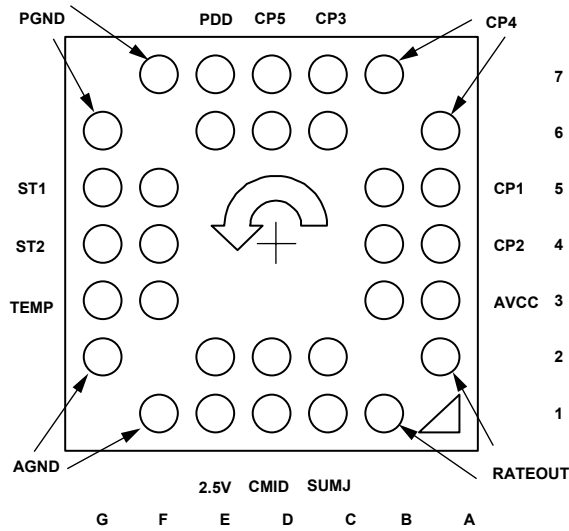 PGND PDD CP5 CP3 CP4
7
6
ST1 CP1 5
ST2 CP2 4
TEMP AVCC 3
2
1
AGND RATEOUT
2.5V CMID SUMJ
G F E D C B A